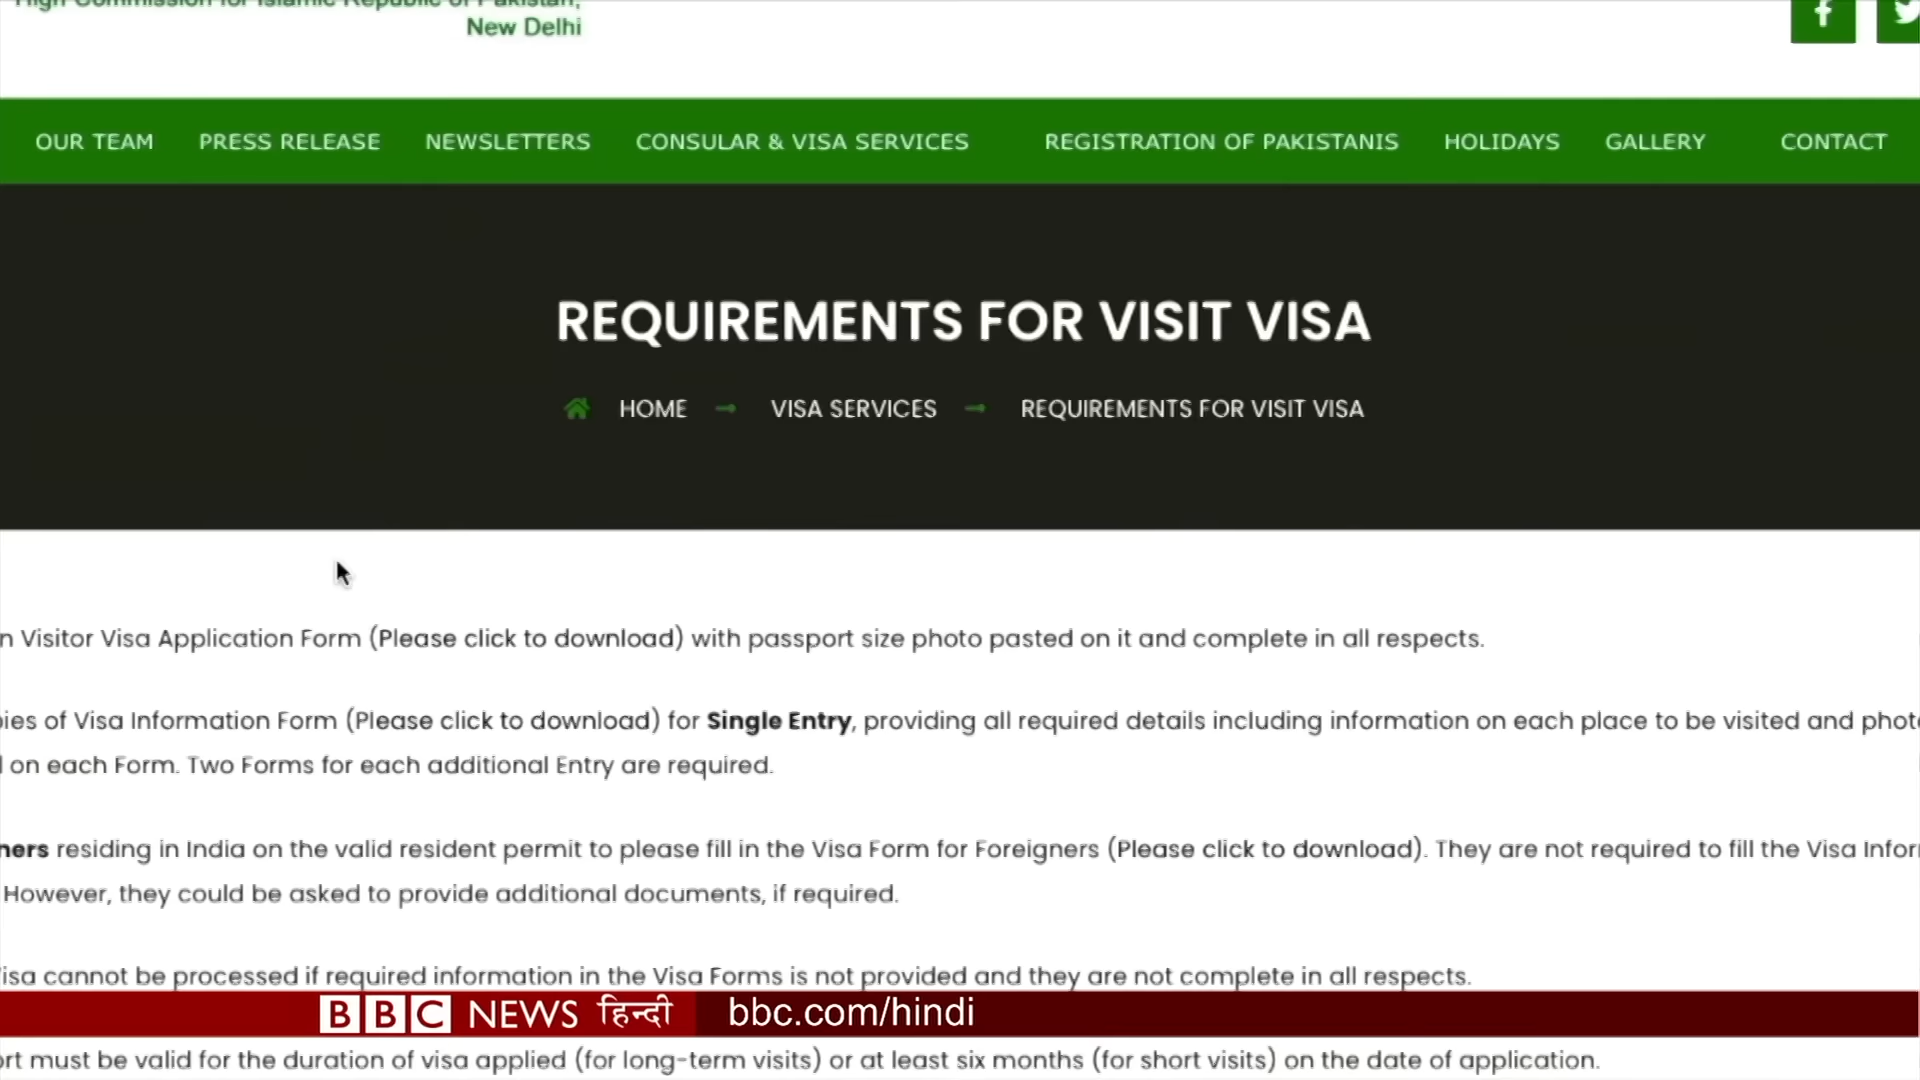 High Commission for Islamic Republic of Pakistan,
New Delhi
OUR TEAM PRESS RELEASE NEWSLETTERS CONSULAR & VISA SERVICES REGISTRATION OF PAKISTANIS HOLIDAYS GALLERY CONTACT
REQUIREMENTS FOR VISIT VISA
HOME VISA SERVICES REQUIREMENTS FOR VISIT VISA
Visitor Visa Application Form (Please click to download) with passport size photo pasted on it and complete in all respects.
of Visa Information Form (Please click to download) for Single Entry, providing all required details including information on each place to be visited and
on each Form. Two Forms for each additional Entry are required.
residing in India on the valid resident permit to please fill in the Visa Form for Foreigners (Please click to download). They are not required to fill the Visa
However, they could be asked to provide additional documents, if required.
cannot be processed if required information in the Visa Forms is not provided and they are not complete in all respects.
BBC NEWS हिन्दी bbc.com/hindi
must be valid for the duration of visa applied (for long-term visits) or at least six months (for short visits) on the date of application.